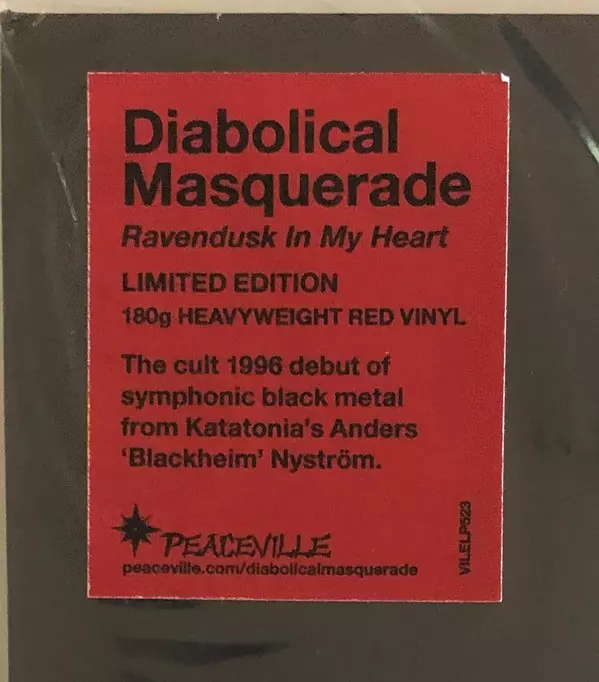 Diabolical
Masquerade
Ravendusk In My Heart
LIMITED EDITION
180g HEAVYWEIGHT RED VINYL
The cult 1996 debut of
symphonic black metal
from Katatonia's Anders
‘Blackheim’ Nyström.
PEACEVILLE
peaceville.com/diabolicalmasquerade
VILELP523